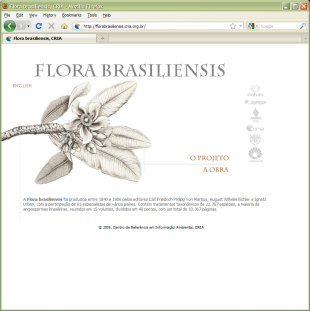 Flora brasiliensis, CRIA - Mozilla Firefox
File Edit View History Bookmarks Tools Help
http://florabrasiliensis.cria.org.br/
Google
Flora brasiliensis, CRIA
FLORA BRASILIENSIS
ENGLISH
O PROJETO
A OBRA
A Flora brasiliensis foi produzida entre 1840 e 1906 pelos editores Carl Friedrich Philipp von Martius, August Wilhelm Eichler e Ignatz
Urban, com a participação de 65 especialistas de vários países. Contém tratamentos taxonômicos de 22.767 espécies, a maioria de
angiospermas brasileiras, reunidos em 15 volumes, divididos em 40 partes, com um total de 10.367 páginas.
© 2005, Centro de Referência em Informação Ambiental, CRIA